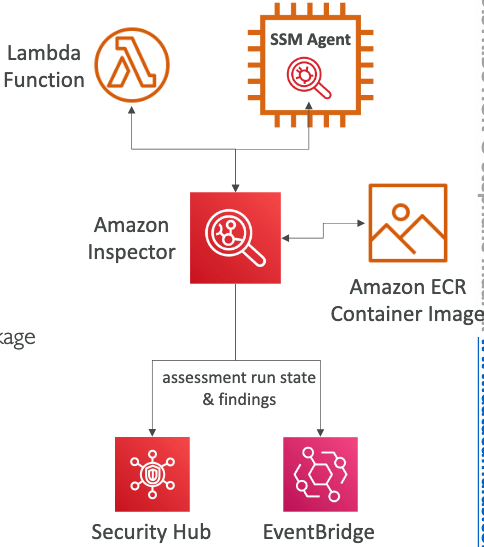 Lambda
Function
SSM Agent
Amazon
Inspector
Amazon ECR
Container Image
kage
assessment run state
& findings
Security Hub
EventBridge